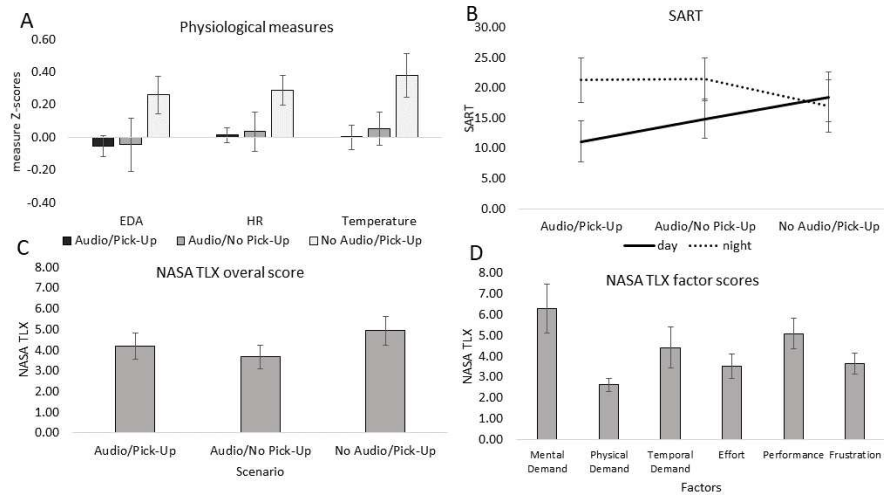 A
Physiological measures
measure Z-scores
0.60
0.40
0.20
0.00
-0.20
-0.40
EDA
HR
Temperature
Audio/Pick-Up
Audio/No Pick-Up
No Audio/Pick-Up
B
SART
SART
30.00
25.00
20.00
15.00
10.00
5.00
0.00
Audio/Pick-Up
Audio/No Pick-Up
No Audio/Pick-Up
day
night
C
NASA TLX overal score
NASA TLX
8.00
7.00
6.00
5.00
4.00
3.00
2.00
1.00
0.00
Audio/Pick-Up
Audio/No Pick-Up
No Audio/Pick-Up
Scenario
D
NASA TLX factor scores
NASA TLX
8.00
7.00
6.00
5.00
4.00
3.00
2.00
1.00
0.00
Mental
Demand
Physical
Demand
Temporal
Demand
Effort
Performance
Frustration
Factors